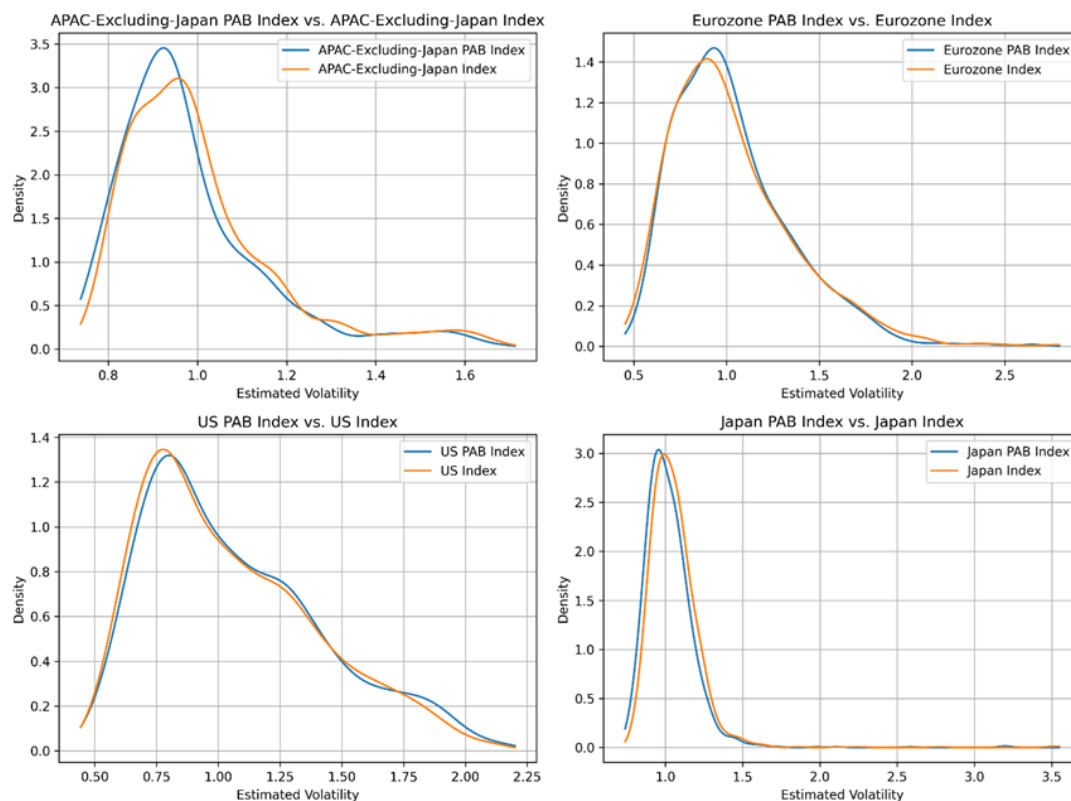 APAC-Excluding-Japan PAB Index vs. APAC-Excluding-Japan Index
3.5
3.0
2.5
2.0
1.5
1.0
0.5
0.0
Density
APAC-Excluding-Japan PAB Index
APAC-Excluding-Japan Index
0.8 1.0 1.2 1.4 1.6
Estimated Volatility
Eurozone PAB Index vs. Eurozone Index
1.4
1.2
1.0
0.8
0.6
0.4
0.2
0.0
Density
Eurozone PAB Index
Eurozone Index
0.5 1.0 1.5 2.0 2.5
Estimated Volatility
US PAB Index vs. US Index
1.4
1.2
1.0
0.8
0.6
0.4
0.2
0.0
Density
US PAB Index
US Index
0.50 0.75 1.00 1.25 1.50 1.75 2.00 2.20
Estimated Volatility
Japan PAB Index vs. Japan Index
3.0
2.5
2.0
1.5
1.0
0.5
0.0
Density
Japan PAB Index
Japan Index
1.0 1.5 2.0 2.5 3.0 3.5
Estimated Volatility